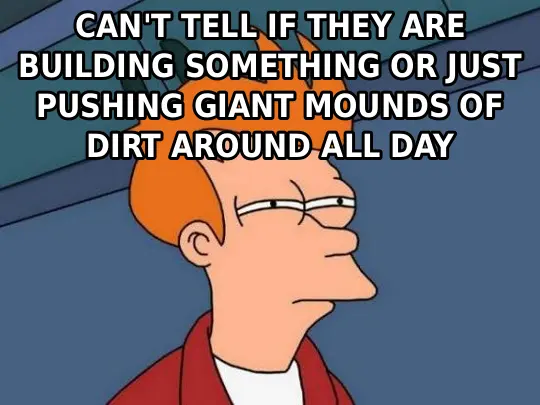 CAN'T TELL IF THEY ARE
BUILDING SOMETHING OR JUST
PUSHING GIANT MOUNDS OF
DIRT AROUND ALL DAY